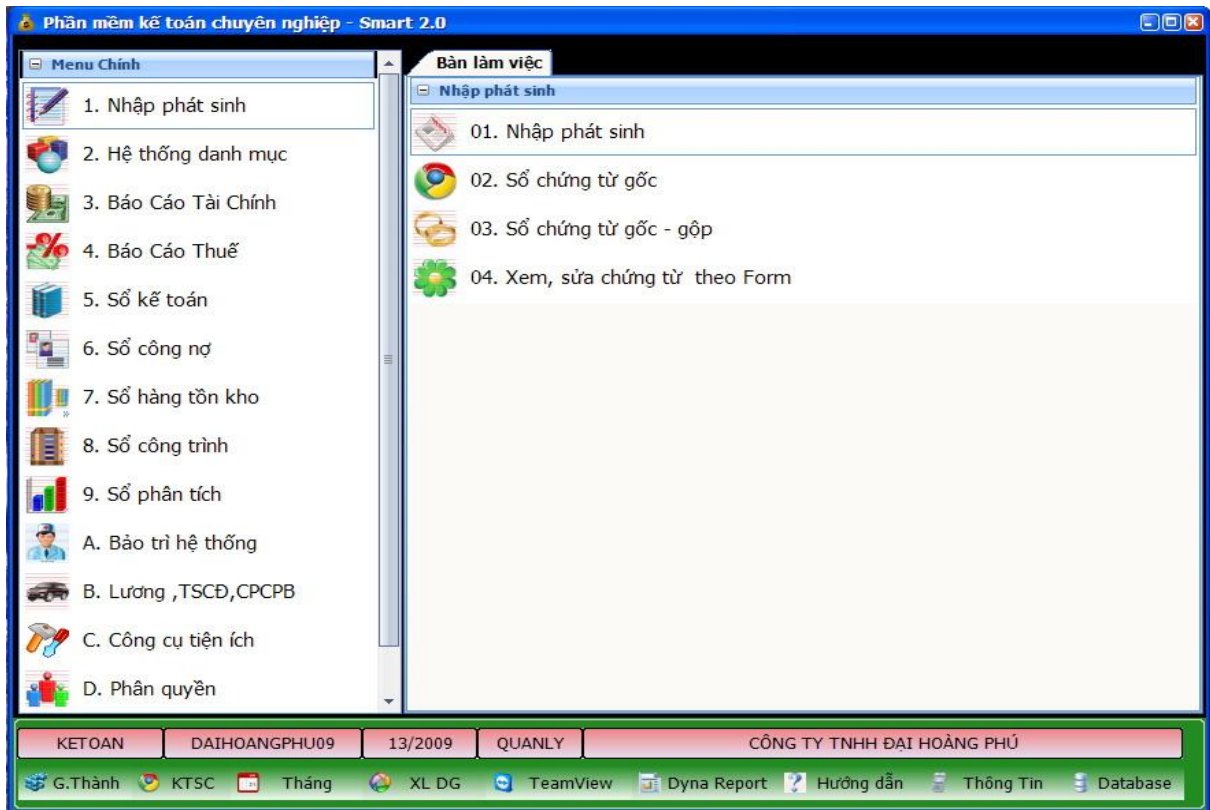 Phần mềm kế toán chuyên nghiệp - Smart 2.0
Menu Chính
1. Nhập phát sinh
2. Hệ thống danh mục
3. Báo Cáo Tài Chính
4. Báo Cáo Thuế
5. Sổ kế toán
6. Sổ công nợ
7. Sổ hàng tồn kho
8. Sổ công trình
9. Sổ phân tích
A. Bảo trì hệ thống
B. Lương ,TSCĐ,CPCPB
C. Công cụ tiện ích
D. Phân quyền
Bàn làm việc
Nhập phát sinh
01. Nhập phát sinh
02. Sổ chứng từ gốc
03. Sổ chứng từ gốc - gộp
04. Xem, sửa chứng từ theo Form
KETOAN DAIHOANGPHU09 13/2009 QUANLY CÔNG TY TNHH ĐẠI HOÀNG PHÚ
G.Thành KTSC Tháng XL DG TeamView Dyna Report Hướng dẫn Thông Tin Database